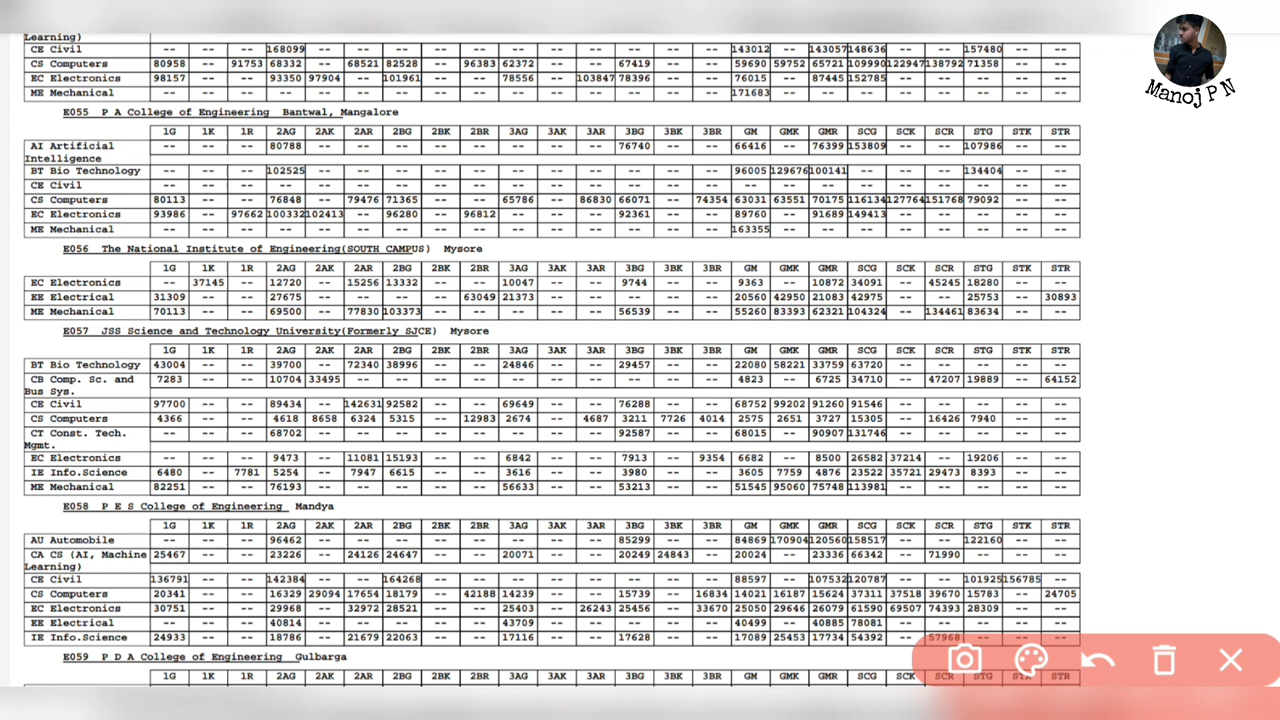 Learning)
CE Civil -- -- -- 168099 -- -- -- -- -- -- -- -- -- -- -- 143012 -- 143057 148636 -- -- 157480 -- --
CS Computers 80958 -- 91753 68332 -- 68521 82528 -- 96383 62372 -- -- 67419 -- -- 59690 59752 65721 109990 122947 138792 71358 -- --
EC Electronics 98157 -- -- 93350 97904 -- 101961 -- -- 78556 -- 103847 78396 -- -- 76015 -- 87445 152785 -- -- -- -- --
ME Mechanical -- -- -- -- -- -- -- -- -- -- -- -- -- -- -- 171683 -- -- -- -- -- -- -- --
E055 P A College of Engineering Bantwal, Mangalore
1G 1K 1R 2AG 2AK 2AR 2BG 2BK 2BR 3AG 3AK 3AR 3BG 3BK 3BR GM GMK GMR SCG SCK SCR STG STK STR
AI Artificial -- -- -- 80788 -- -- -- -- -- -- -- -- 76740 -- -- 66416 -- 76399 153809 -- -- 107986 -- --
Intelligence
BT Bio Technology -- -- -- 102525 -- -- -- -- -- -- -- -- -- -- -- 96005 129676 100141 -- -- -- 134404 -- --
CE Civil -- -- -- -- -- -- -- -- -- -- -- -- -- -- -- -- -- -- -- -- -- -- -- --
CS Computers 80113 -- -- 76848 -- 79476 71365 -- -- 65786 -- 86830 66071 -- 74354 63031 63551 70175 116134 127764 151768 79092 -- --
EC Electronics 93986 -- 97662 100332 102413 -- 96280 -- 96812 -- -- -- 92361 -- -- 89760 -- 91689 149413 -- -- -- -- --
ME Mechanical -- -- -- -- -- -- -- -- -- -- -- -- -- -- -- 163355 -- -- -- -- -- -- -- --
E056 The National Institute of Engineering(SOUTH CAMPUS) Mysore
1G 1K 1R 2AG 2AK 2AR 2BG 2BK 2BR 3AG 3AK 3AR 3BG 3BK 3BR GM GMK GMR SCG SCK SCR STG STK STR
EC Electronics -- 37145 -- 12720 -- 15256 13332 -- -- 10047 -- -- 9744 -- -- 9363 -- 10872 34091 -- 45245 18280 -- --
EE Electrical 31309 -- -- 27675 -- -- -- -- 63049 21373 -- -- -- -- -- 20560 42950 21083 42975 -- -- 25753 -- 30893
ME Mechanical 70113 -- -- 69500 -- 77830 103373 -- -- -- -- -- 56539 -- -- 55260 83393 62321 104324 -- 134461 83634 -- --
E057 JSS Science and Technology University(Formerly SJCE) Mysore
1G 1K 1R 2AG 2AK 2AR 2BG 2BK 2BR 3AG 3AK 3AR 3BG 3BK 3BR GM GMK GMR SCG SCK SCR STG STK STR
BT Bio Technology 43004 -- -- 39700 -- 72340 38996 -- -- 24846 -- -- 29457 -- -- 22080 58221 33759 63720 -- -- -- -- --
CB Comp. Sc. and 7283 -- -- 10704 33495 -- -- -- -- -- -- -- -- -- -- 4823 -- 6725 34710 -- 47207 19889 -- 64152
Bus Sys.
CE Civil 97700 -- -- 89434 -- 142631 92582 -- -- 69649 -- -- 76288 -- -- 68752 99202 91260 91546 -- -- -- -- --
CS Computers 4366 -- -- 4618 8658 6324 5315 -- 12983 2674 -- 4687 3211 7726 4014 2575 2651 3727 15305 -- 16426 7940 -- --
CT Const. Tech. -- -- -- 68702 -- -- -- -- -- -- -- -- 92587 -- -- 68015 -- 90907 131746 -- -- -- -- --
Mgmt.
EC Electronics -- -- -- 9473 -- 11081 15193 -- -- 6842 -- -- 7913 -- 9354 6682 -- 8500 26582 37214 -- 19206 -- --
IE Info.Science 6480 -- 7781 5254 -- 7947 6615 -- -- 3616 -- -- 3980 -- -- 3605 7759 4876 23522 35721 29473 8393 -- --
ME Mechanical 82251 -- -- 76193 -- -- -- -- -- 56633 -- -- 53213 -- -- 51545 95060 75748 113981 -- -- -- -- --
E058 P E S College of Engineering Mandya
1G 1K 1R 2AG 2AK 2AR 2BG 2BK 2BR 3AG 3AK 3AR 3BG 3BK 3BR GM GMK GMR SCG SCK SCR STG STK STR
AU Automobile -- -- -- 96462 -- -- -- -- -- -- -- -- 85299 -- -- 84869 170904 120560 158517 -- -- 122160 -- --
CA CS (AI, Machine 25467 -- -- 23226 -- 24126 24647 -- -- 20071 -- -- 20249 24843 -- 20024 -- 23336 66342 -- 71990 -- -- --
Learning)
CE Civil 136791 -- -- 142384 -- -- 164268 -- -- -- -- -- -- -- -- 88597 -- 107532 120787 -- -- 101925 156785 --
CS Computers 20341 -- -- 16329 29094 17654 18179 -- 42188 14239 -- -- 15739 -- 16834 14021 16187 15624 37311 37518 39670 15783 -- 24705
EC Electronics 30751 -- -- 29968 -- 32972 28521 -- -- 25403 -- 26243 25456 -- 33670 25050 29646 26079 61590 69507 74393 28309 -- --
EE Electrical -- -- -- 40814 -- -- -- -- -- 43709 -- -- -- -- -- 40499 -- 40885 78081 -- -- -- -- --
IE Info.Science 24933 -- -- 18786 -- 21679 22063 -- -- 17116 -- -- 17628 -- -- 17089 25453 17734 54392 -- 57968 -- -- --
E059 P D A College of Engineering Gulbarga
1G 1K 1R 2AG 2AK 2AR 2BG 2BK 2BR 3AG 3AK 3AR 3BG 3BK 3BR GM GMK GMR SCG SCK SCR STG STK STR
Manoj P N